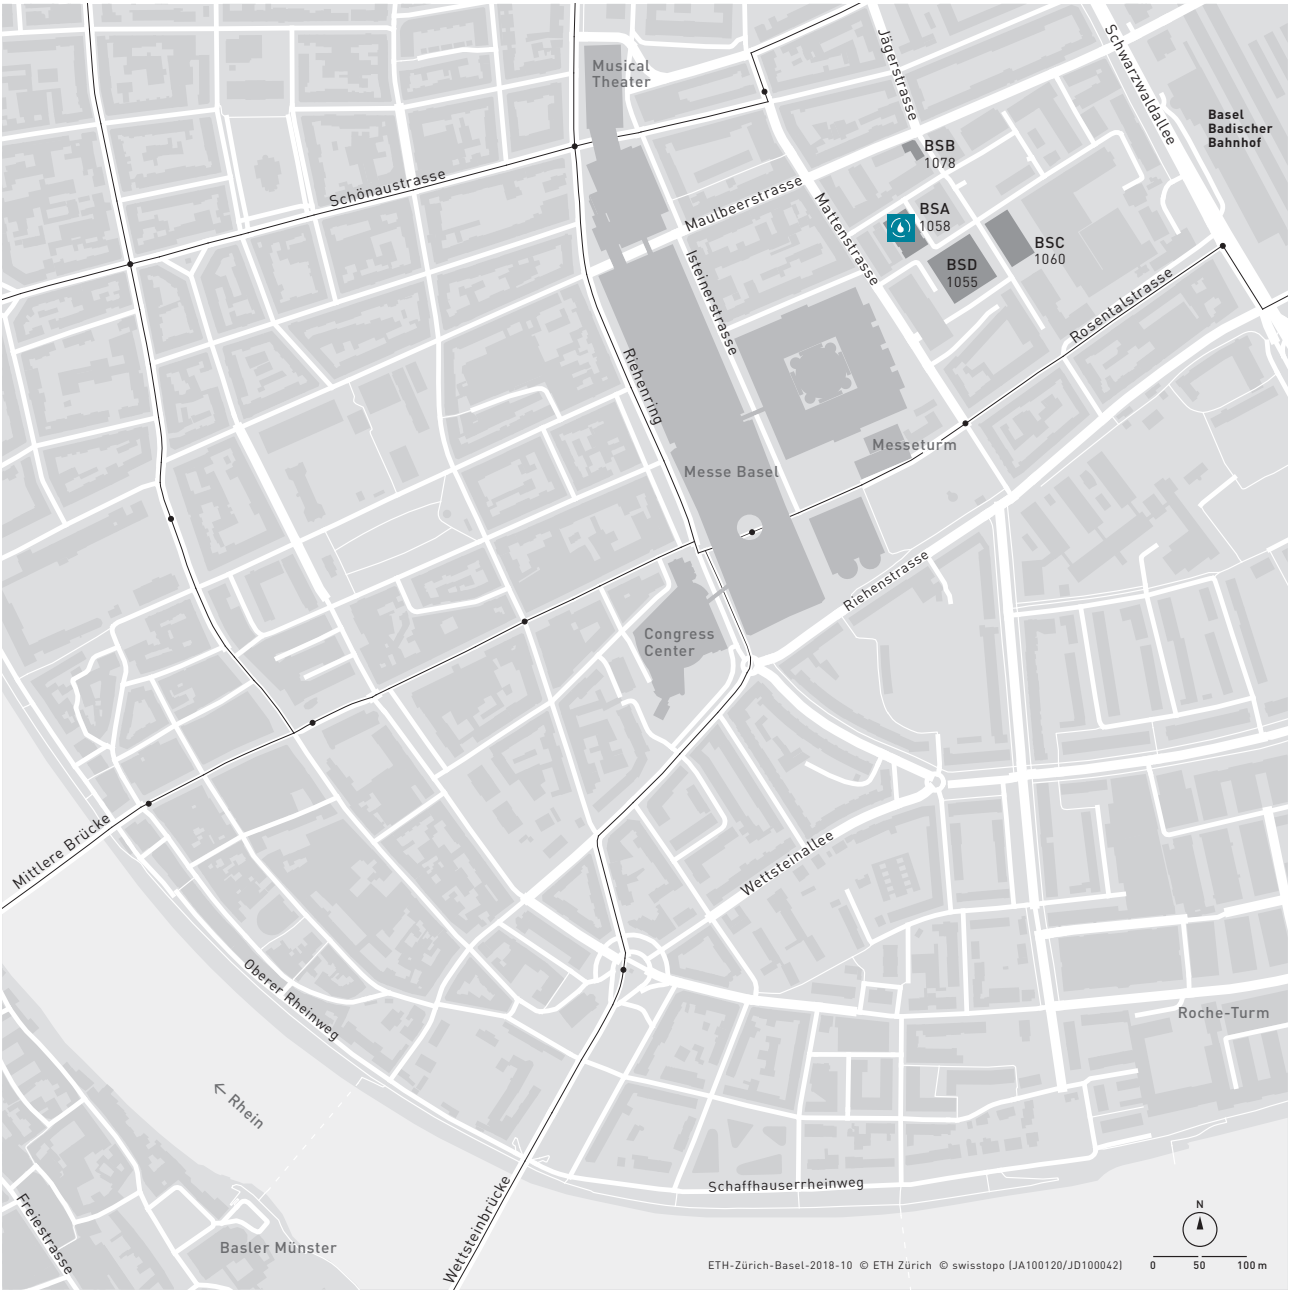 Musical
Theater
Jägerstrasse
Schwarzwaldallee
Basel
Badischer
Bahnhof
BSB
1078
Schönaustrasse
Maulbeerstrasse
Mattenstrasse
BSA
1058
BSC
1060
BSD
1055
Isteinerstrasse
Rosentalstrasse
Riehenring
Messeturm
Messe Basel
Riehenstrasse
Congress
Center
Mittlere Brücke
Wettsteinallee
Oberer Rheinweg
Roche-Turm
← Rhein
Schaffhauserrheinweg
Wettsteinbrücke
Freiestrasse
Basler Münster
N
0 50 100 m
ETH-Zürich-Basel-2018-10 © ETH Zürich © swisstopo (JA100120/JD100042)